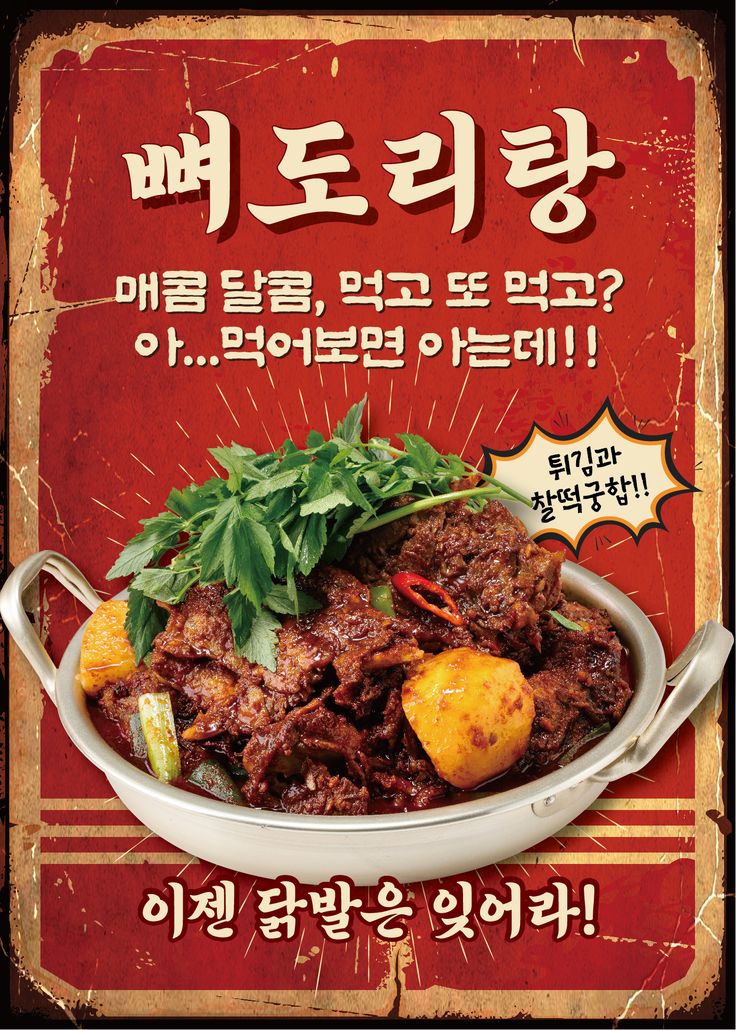 뼈도리탕
매콤 달콤, 먹고 또 먹고?
아...먹어보면 아는데!!
튀김과
찰떡궁합!!
이젠 닭발은 잊어라!